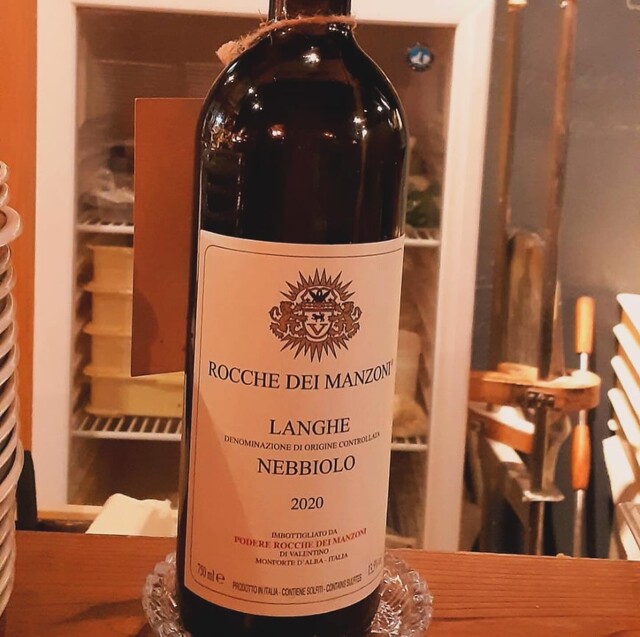 ROCCHE DEI MANZONI
LANGHE
DENOMINAZIONE DI ORIGINE CONTROLLATA
NEBBIOLO
2020
IMBOTTIGLIATO DA
PODERE ROCCHE DEI MANZONI
DI VALENTINO
MONFORTE D'ALBA - ITALIA
750 ml e
PRODOTTO IN ITALIA - CONTIENE SOLFITI - CONTAINS SULFITES